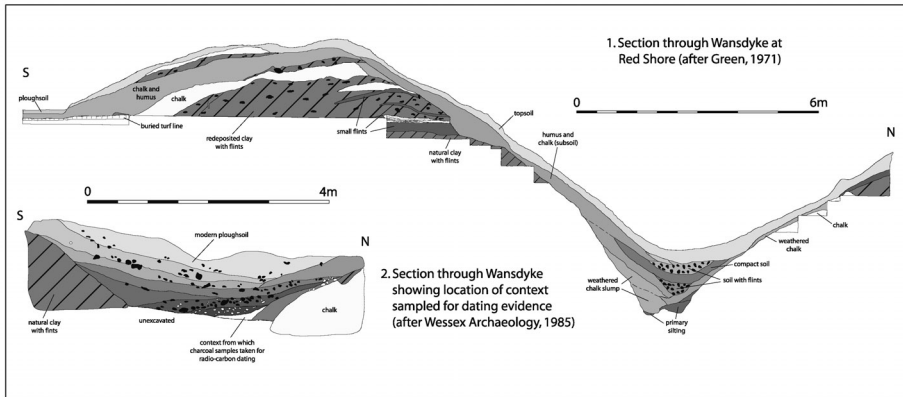 1. Section through Wansdyke at
Red Shore (after Green, 1971)
S
0
6m
N
ploughsoil
chalk and
humus
chalk
buried turf line
redeposited clay
with flints
small flints
natural clay
with flints
topsoil
humus and
chalk (subsoil)
chalk
weathered
chalk
compact soil
soil with flints
weathered
chalk slump
primary
silting
0
4m
S
N
modern ploughsoil
natural clay
with fints
unexcavated
chalk
context from which
charcoal samples taken for
radio-carbon dating
2. Section through Wansdyke
showing location of context
sampled for dating evidence
(after Wessex Archaeology, 1985)